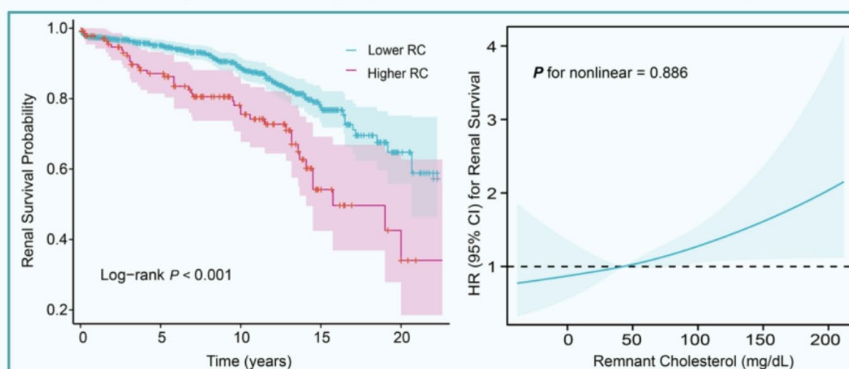 Renal Survival Probability
1.0
0.8
0.6
0.4
0.2
Lower RC
Higher RC
Log-rank P < 0.001
0
5
10
15
20
Time (years)
HR (95% CI) for Renal Survival
4
3
2
1
P for nonlinear = 0.886
0
50
100
150
200
Remnant Cholesterol (mg/dL)